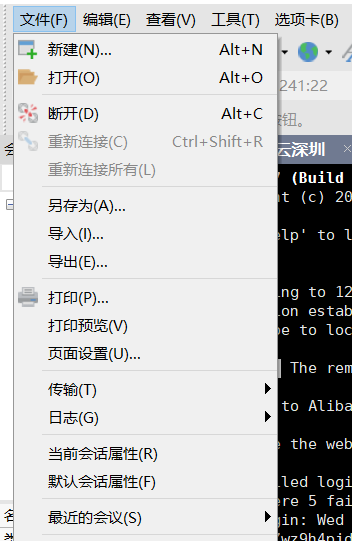 文件(F) 编辑(E) 查看(V) 工具(T) 选项卡(B)
新建(N)... Alt+N
打开(O) Alt+O
241:22
断开(D) Alt+C
钮。
重新连接(C) Ctrl+Shift+R
云深圳
重新连接所有(L)
(Build
另存为(A)...
nt (c) 20
导入(I)...
elp' to l
导出(E)...
打印(P)...
ing to 12
打印预览(V)
ion estab
pe to loc
页面设置(U)...
The rem
传输(T)
日志(G)
to Aliba
e the web
当前会话属性(R)
led logi
默认会话属性(F)
ere 5 fai
最近的会议(S)
gin: Wed
/wz9h4pid